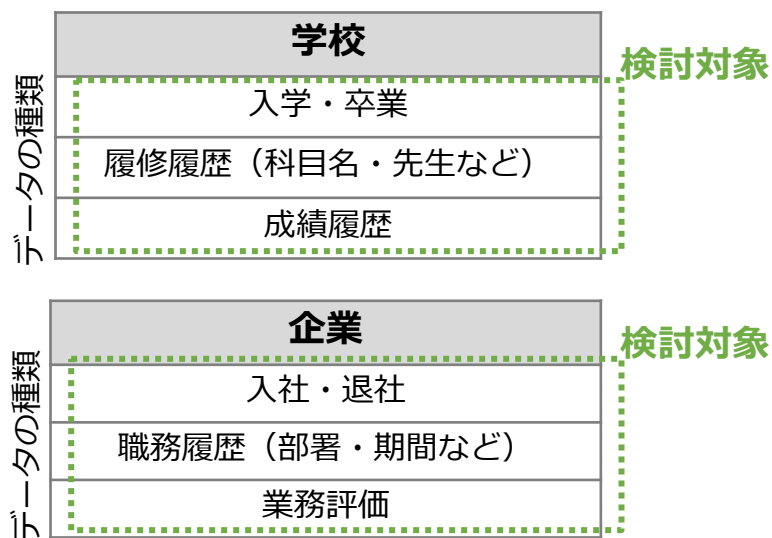 学校
検討対象
データの種類
入学・卒業
履修履歴（科目名・先生など）
成績履歴
企業
検討対象
データの種類
入社・退社
職務履歴（部署・期間など）
業務評価